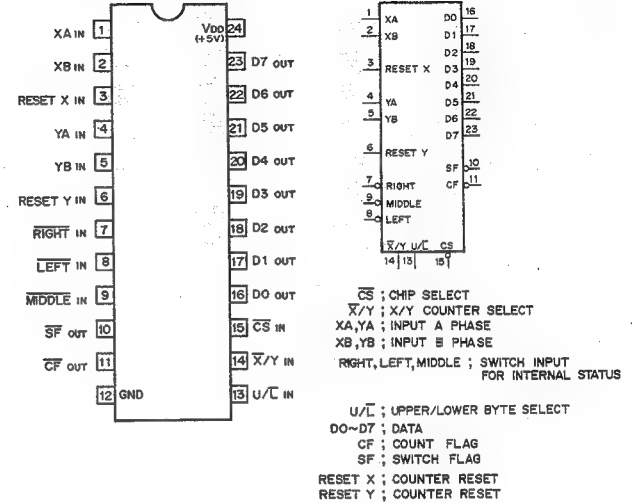 XA IN 1
XB IN 2
RESET X IN 3
YA IN 4
YB IN 5
RESET Y IN 6
R̅I̅G̅H̅T̅ IN 7
L̅E̅F̅T̅ IN 8
M̅I̅D̅D̅L̅E̅ IN 9
S̅F̅ OUT 10
C̅F̅ OUT 11
12 GND
VDD 24
(+5V)
23 D7 OUT
22 D6 OUT
21 D5 OUT
20 D4 OUT
19 D3 OUT
18 D2 OUT
17 D1 OUT
16 D0 OUT
15 C̅S̅ IN
14 X̅/Y IN
13 U/L̅ IN
1 XA D0 16
2 XB D1 17
D2 18
3 RESET X D3 19
D4 20
4 YA D5 21
5 YB D6 22
D7 23
6 RESET Y
SF 10
7 RIGHT CF 11
9 MIDDLE
8 LEFT
X̅/Y U/L̅ CS
14 13 15
C̅S̅ ; CHIP SELECT
X̅/Y ; X/Y COUNTER SELECT
XA,YA ; INPUT A PHASE
XB,YB ; INPUT B PHASE
RIGHT, LEFT, MIDDLE ; SWITCH INPUT
FOR INTERNAL STATUS
U/L̅ ; UPPER/LOWER BYTE SELECT
D0~D7 ; DATA
CF ; COUNT FLAG
SF ; SWITCH FLAG
RESET X ; COUNTER RESET
RESET Y ; COUNTER RESET